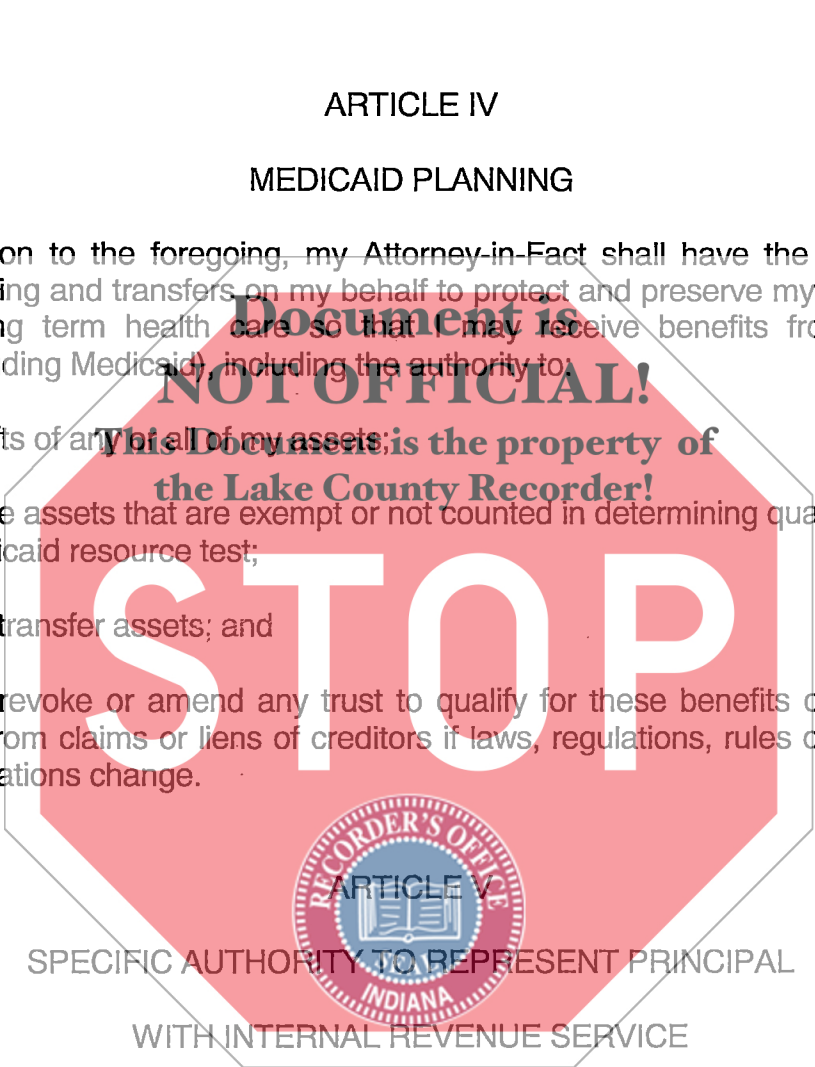 ARTICLE IV
MEDICAID PLANNING
on to the foregoing, my Attorney-in-Fact shall have the
ing and transfers on my behalf to protect and preserve my
g term health care so that I may receive benefits fro
ding Medicaid), including the authority to:
Document is
NOT OFFICIAL!
ts of any of all of my assets;
This Document is the property of
the Lake County Recorder!
e assets that are exempt or not counted in determining qua
icaid resource test;
STOP
transfer assets; and
revoke or amend any trust to qualify for these benefits o
rom claims or liens of creditors if laws, regulations, rules o
ations change.
RECORDER'S OFFICE
INDIANA
ARTICLE V
SPECIFIC AUTHORITY TO REPRESENT PRINCIPAL
WITH INTERNAL REVENUE SERVICE